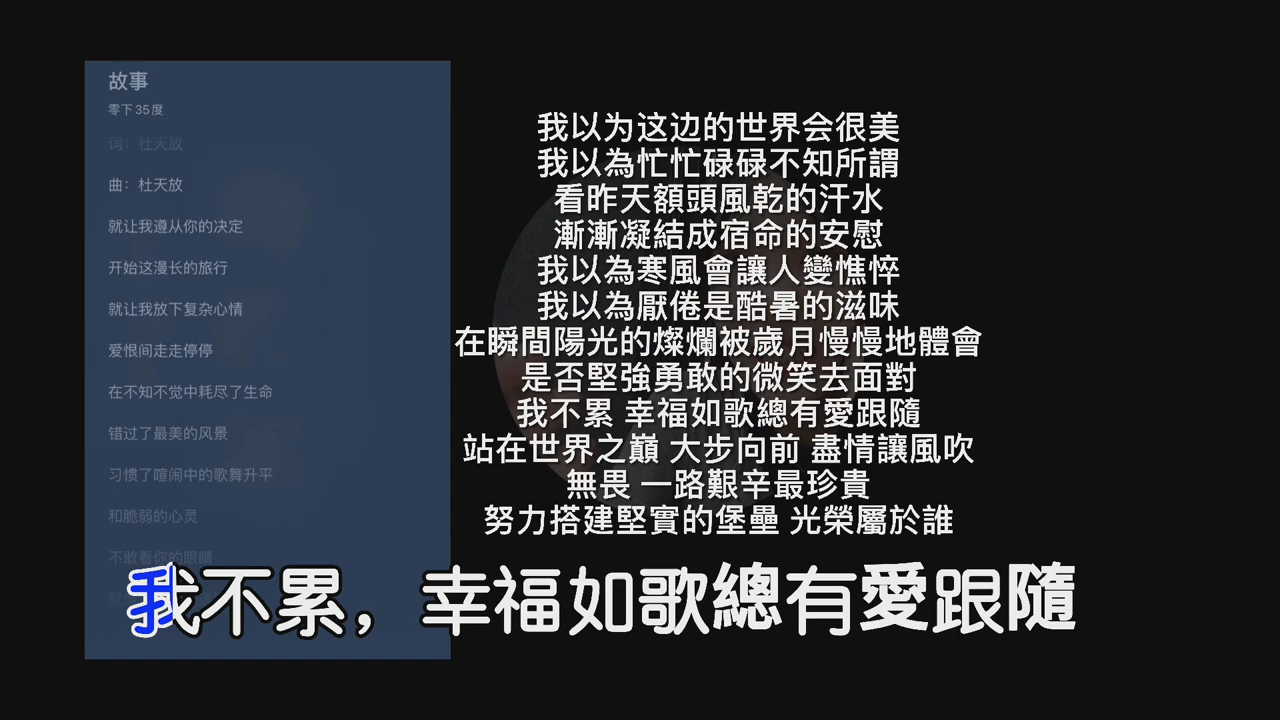 故事
零下35度
词：杜天放
曲：杜天放
就让我遵从你的决定
开始这漫长的旅行
就让我放下复杂心情
爱恨间走走停停
在不知不觉中耗尽了生命
错过了最美的风景
习惯了喧闹中的歌舞升平
和脆弱的心灵
不敢看你的眼睛
我以为这边的世界会很美
我以為忙忙碌碌不知所謂
看昨天額頭風乾的汗水
漸漸凝結成宿命的安慰
我以為寒風會讓人變憔悴
我以為厭倦是酷暑的滋味
在瞬間陽光的燦爛被歲月慢慢地體會
是否堅強勇敢的微笑去面對
我不累 幸福如歌總有愛跟隨
站在世界之巔 大步向前 盡情讓風吹
無畏 一路艱辛最珍貴
努力搭建堅實的堡壘 光榮屬於誰
我不累，幸福如歌總有愛跟隨